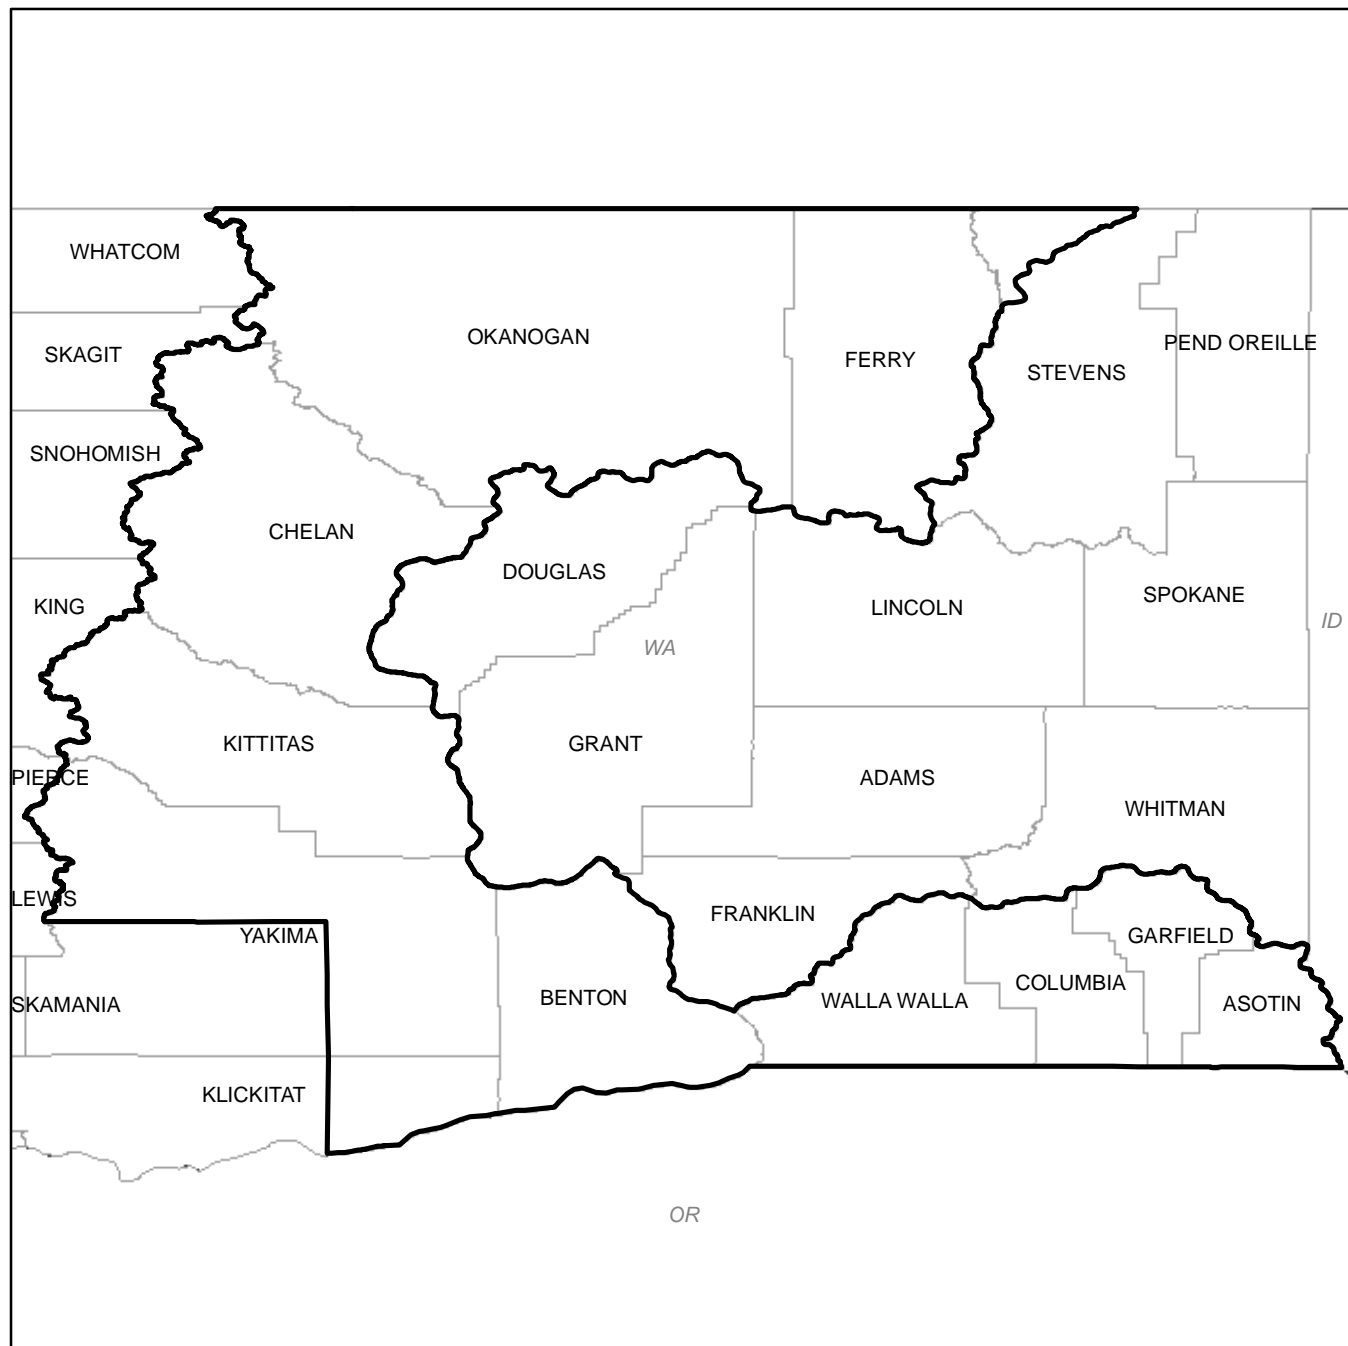 WHATCOM
OKANOGAN
PEND OREILLE
SKAGIT
FERRY
STEVENS
SNOHOMISH
CHELAN
DOUGLAS
SPOKANE
KING
LINCOLN
ID
WA
KITTITAS
GRANT
PIERCE
ADAMS
WHITMAN
LEWIS
FRANKLIN
YAKIMA
GARFIELD
COLUMBIA
BENTON
WALLA WALLA
SKAMANIA
ASOTIN
KLICKITAT
OR